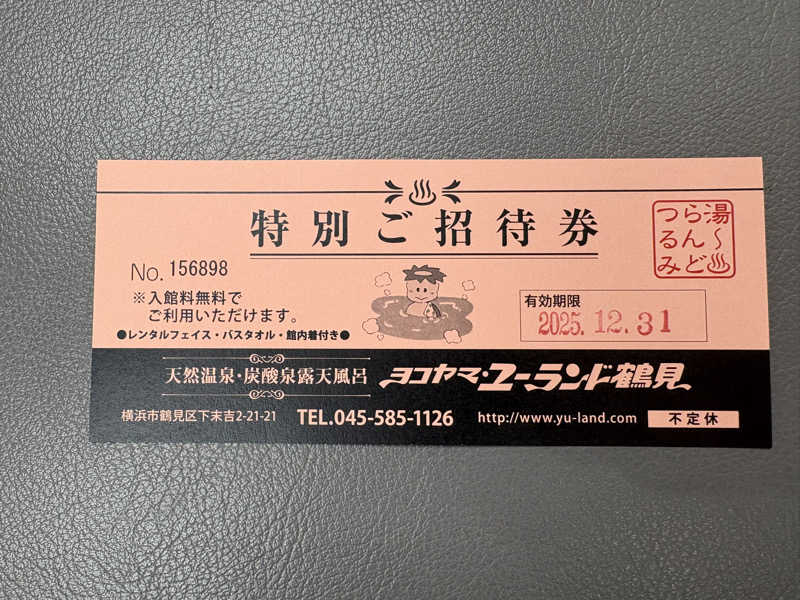 特別ご招待券
湯〜
らんど
つるみ
No. 156898
※入館料無料で
ご利用いただけます。
●レンタルフェイス・バスタオル・館内着付き●
有効期限
2025.12.31
天然温泉・炭酸泉露天風呂 ヨコヤマ・ユーランド鶴見
横浜市鶴見区下末吉2-21-21 TEL.045-585-1126 http://www.yu-land.com 不定休